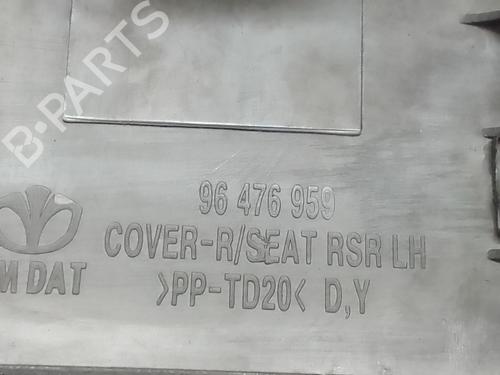 B-PARTS
96 476 959
COVER-R/SEAT RSR LH
M DAT
>PP-TD20< D,Y